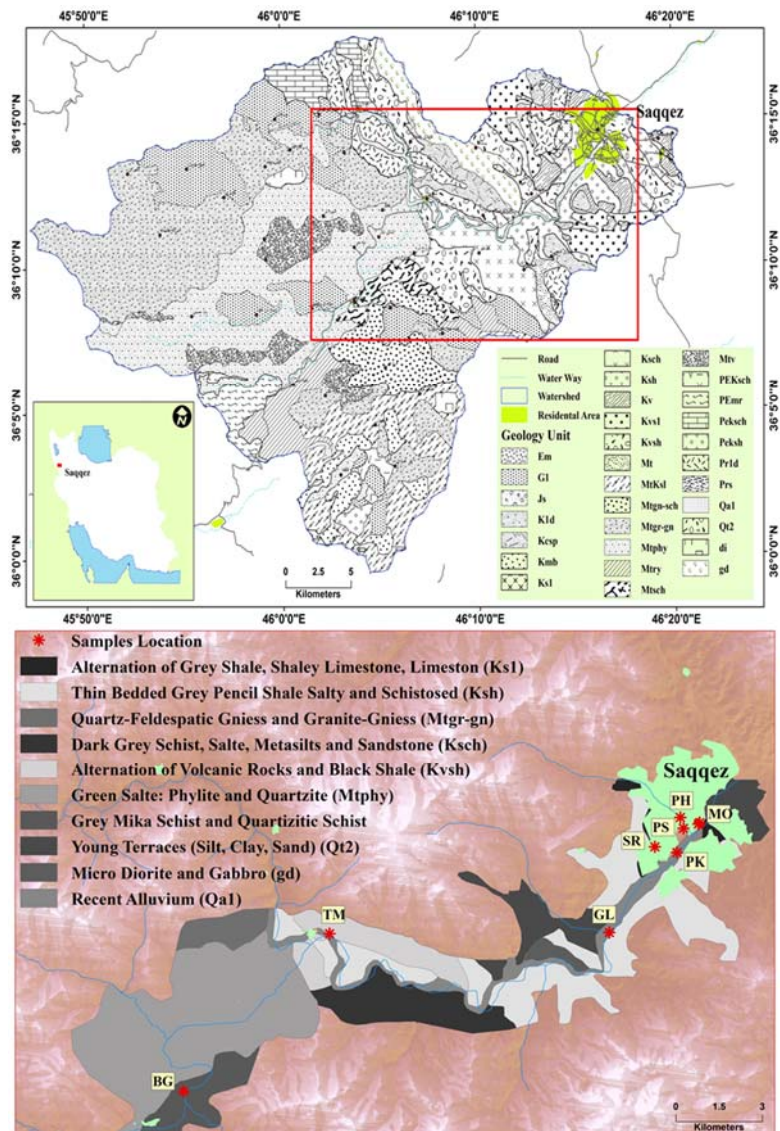 45°50'0"E
46°0'0"E
46°10'0"E
46°20'0"E
36°15'0"N
36°10'0"N
36°5'0"N
36°0'0"N
36°15'0"N
36°10'0"N
36°5'0"N
36°0'0"N
Saqqez
Saqqez
0 2.5 5
Kilometers
Road
Water Way
Watershed
Residental Area
Geology Unit
Em
G1
Js
K1d
Kcsp
Kmb
Ks1
Ksch
Ksh
Kv
Kvs1
Kvsh
Mt
MtKsl
Mtgn-sch
Mtgr-gn
Mtphy
Mtry
Mtsch
Mtv
PEKsch
PEmr
Peksch
Peksh
Pr1d
Prs
Qa1
Qt2
di
gd
45°50'0"E
46°0'0"E
46°10'0"E
46°20'0"E
Samples Location
Alternation of Grey Shale, Shaley Limestone, Limeston (Ks1)
Thin Bedded Grey Pencil Shale Salty and Schistosed (Ksh)
Quartz-Feldespatic Gniess and Granite-Gniess (Mtgr-gn)
Dark Grey Schist, Salte, Metasilts and Sandstone (Ksch)
Alternation of Volcanic Rocks and Black Shale (Kvsh)
Green Salte: Phylite and Quartzite (Mtphy)
Grey Mika Schist and Quartizitic Schist
Young Terraces (Silt, Clay, Sand) (Qt2)
Micro Diorite and Gabbro (gd)
Recent Alluvium (Qa1)
Saqqez
PH
MO
PS
SR
PK
GL
TM
BG
0 1.5 3
Kilometers